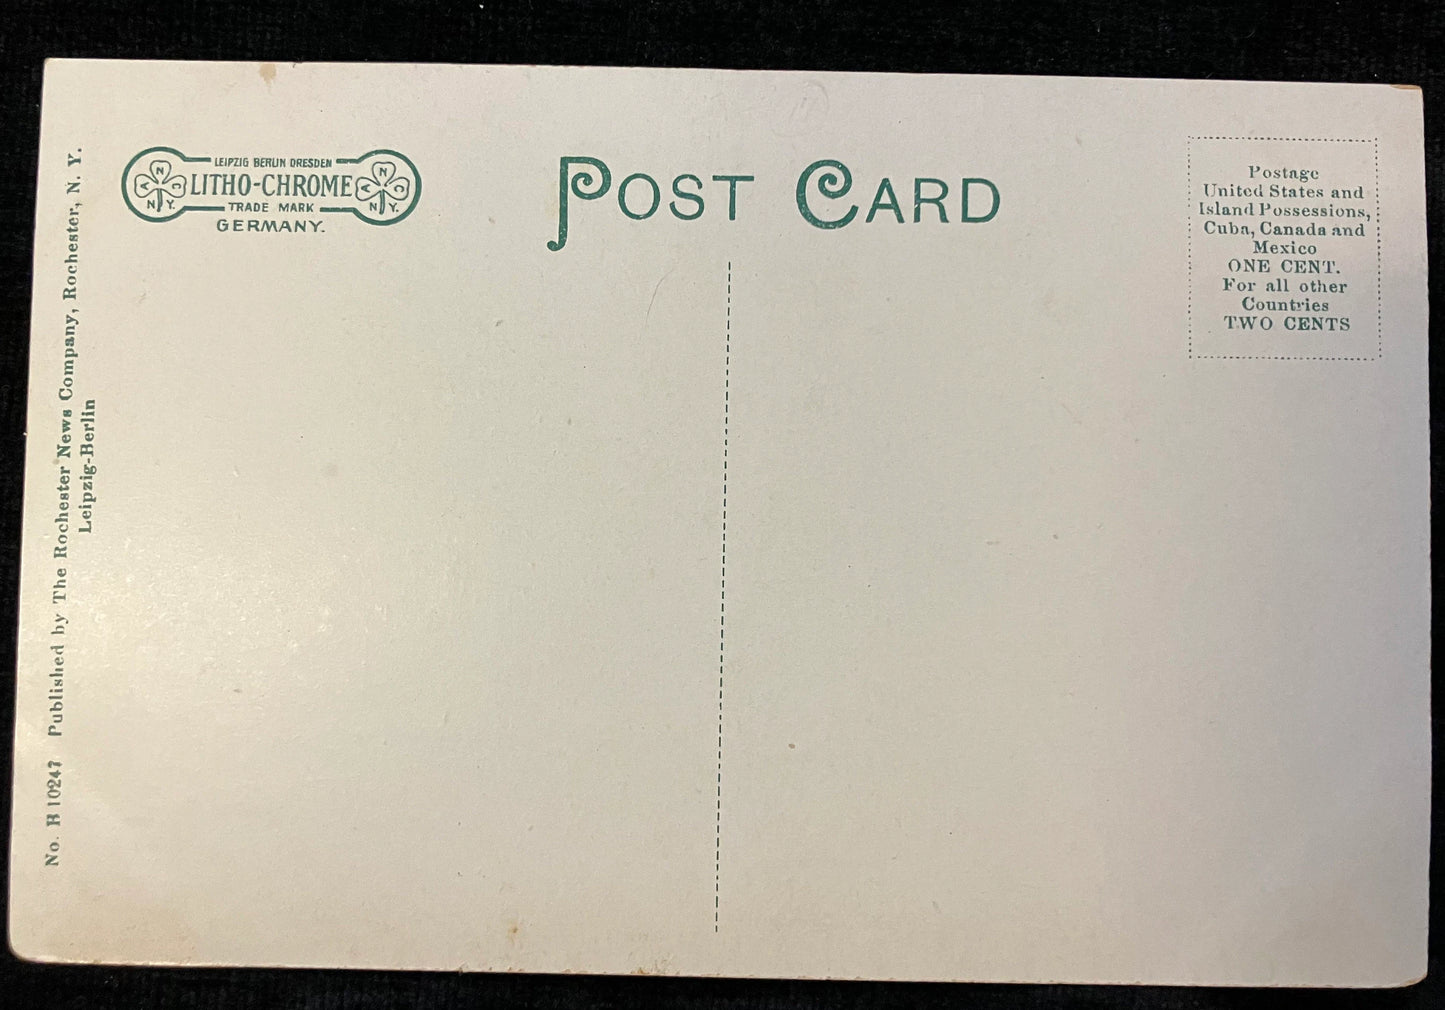 LEIPZIG BERLIN DRESDEN
LITHO-CHROME
TRADE MARK
GERMANY.
POST CARD
Postage
United States and
Island Possessions,
Cuba, Canada and
Mexico
ONE CENT.
For all other
Countries
TWO CENTS
No. B 10247 Published by The Rochester News Company, Rochester, N. Y.
Leipzig-Berlin